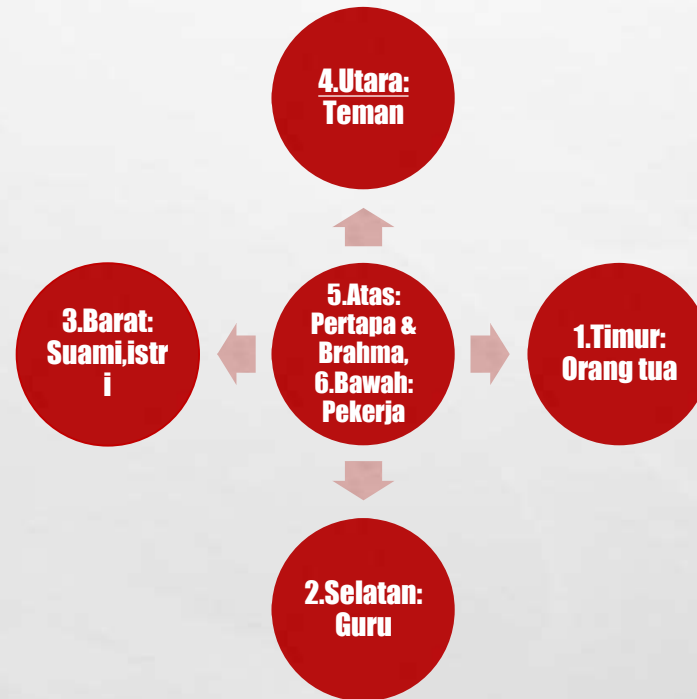 4.Utara:
Teman
3.Barat:
Suami,istr
i
5.Atas:
Pertapa &
Brahma,
6.Bawah:
Pekerja
1.Timur:
Orang tua
2.Selatan:
Guru